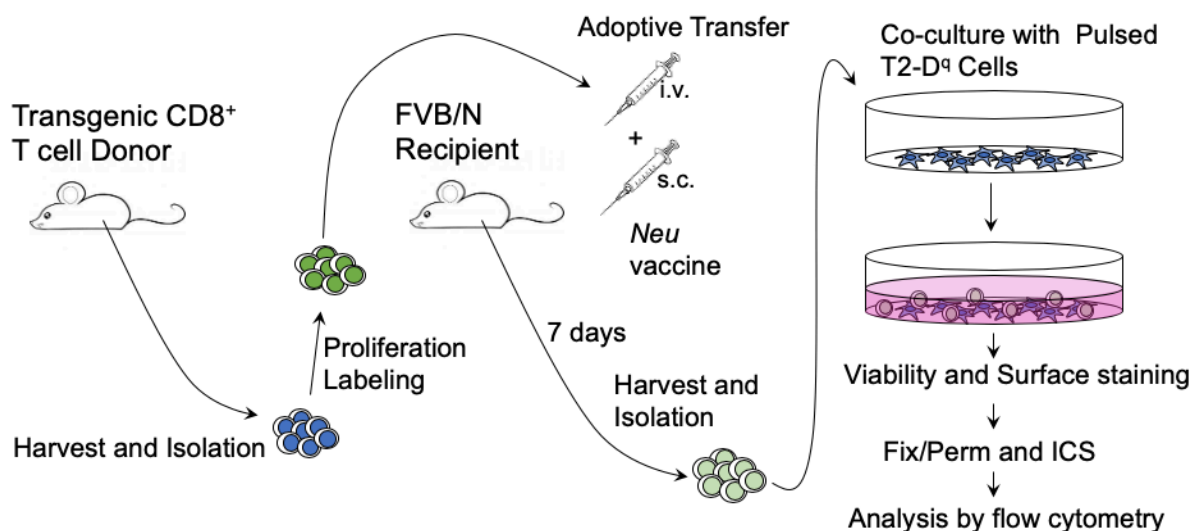 Transgenic CD8⁺
T cell Donor
Harvest and Isolation
Proliferation
Labeling
FVB/N
Recipient
Adoptive Transfer
i.v.
+
s.c.
Neu
vaccine
7 days
Harvest and
Isolation
Co-culture with Pulsed
T2-Dq Cells
Viability and Surface staining
Fix/Perm and ICS
Analysis by flow cytometry